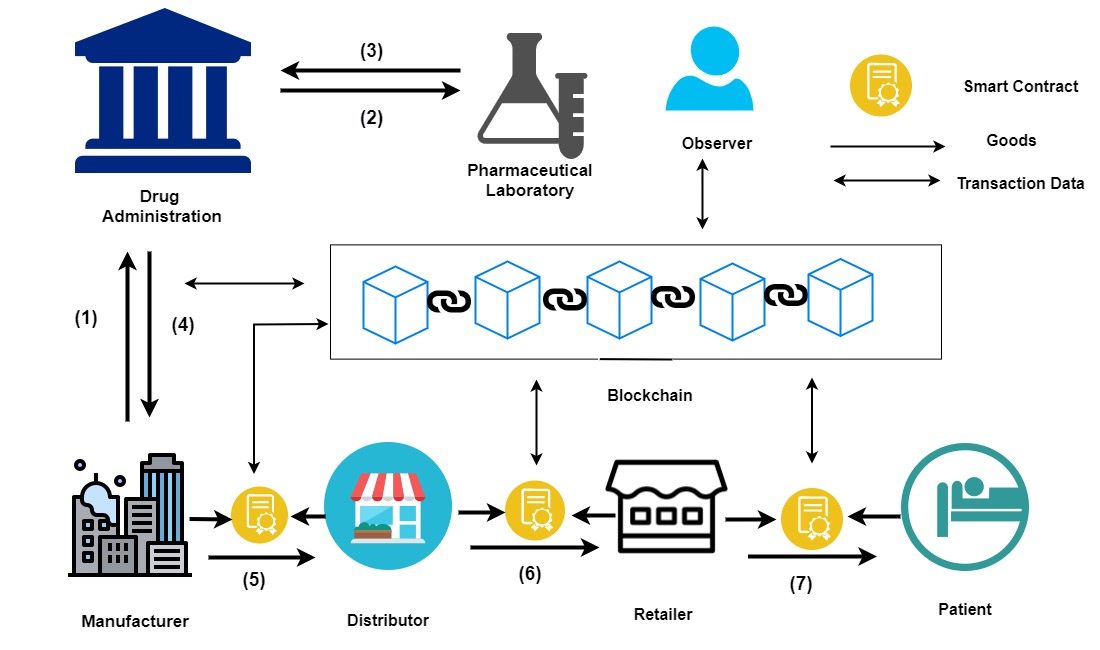 (3)
(2)
Smart Contract
Goods
Transaction Data
Observer
Pharmaceutical
Laboratory
Drug
Administration
(1)
(4)
Blockchain
(5)
(6)
(7)
Manufacturer
Distributor
Retailer
Patient